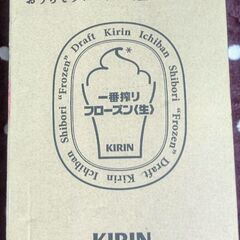 Kirin Ichiban Shibori "Frozen" Draft Kirin Ichiban Shibori "Frozen" Draft
一番搾り
フローズン〈生〉
KIRIN
KIRIN